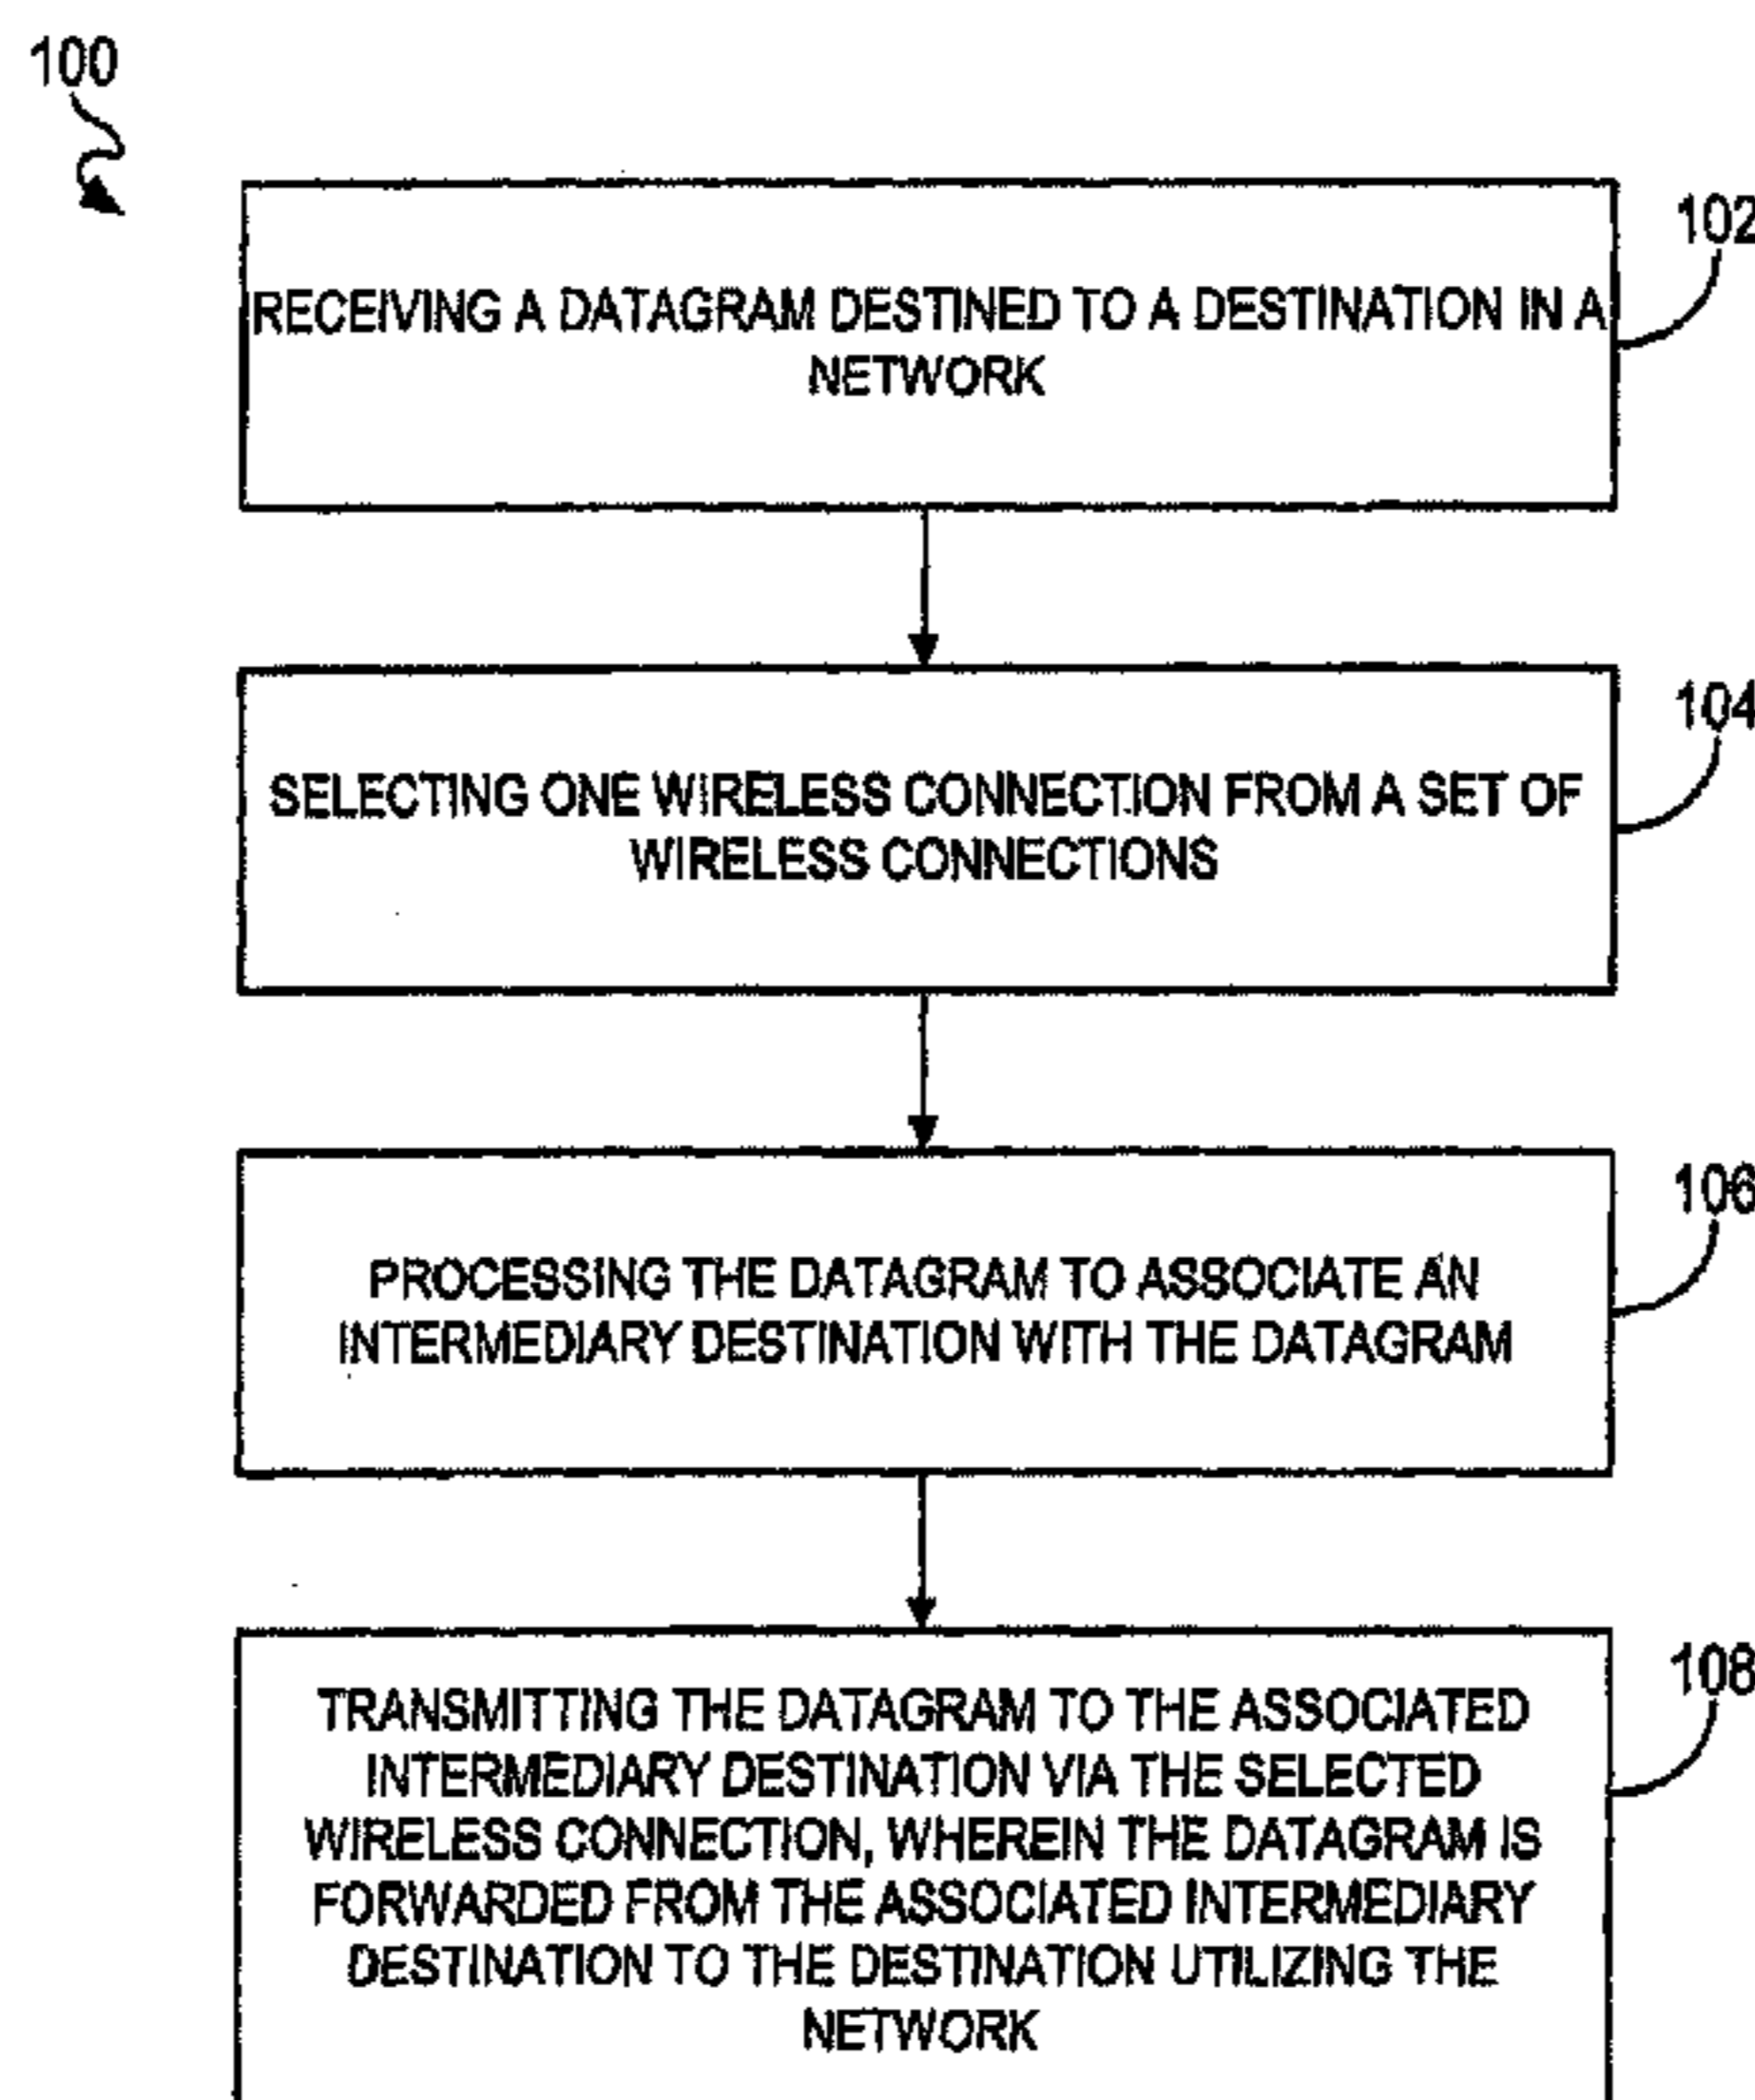 100
102
RECEIVING A DATAGRAM DESTINED TO A DESTINATION IN A
NETWORK
104
SELECTING ONE WIRELESS CONNECTION FROM A SET OF
WIRELESS CONNECTIONS
106
PROCESSING THE DATAGRAM TO ASSOCIATE AN
INTERMEDIARY DESTINATION WITH THE DATAGRAM
108
TRANSMITTING THE DATAGRAM TO THE ASSOCIATED
INTERMEDIARY DESTINATION VIA THE SELECTED
WIRELESS CONNECTION, WHEREIN THE DATAGRAM IS
FORWARDED FROM THE ASSOCIATED INTERMEDIARY
DESTINATION TO THE DESTINATION UTILIZING THE
NETWORK